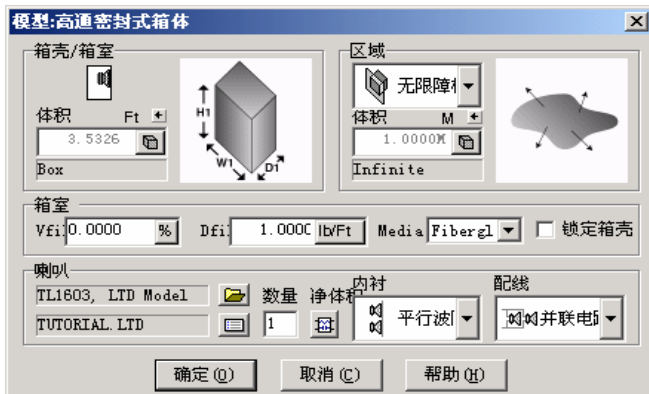 模型:高通密封式箱体
箱壳/箱室
体积 Ft +
3.5326
Box
H1
W1
D1
区域
无限障
体积 M +
1.0000M
Infinite
箱室
Vfil 0.0000 % Dfil 1.0000 lb/Ft Media Fibergl 锁定箱壳
喇叭
TL1603, LTD Model
TUTORIAL.LTD
数量 净体积
1
内衬
平行波
配线
并联电
确定(O) 取消(C) 帮助(H)